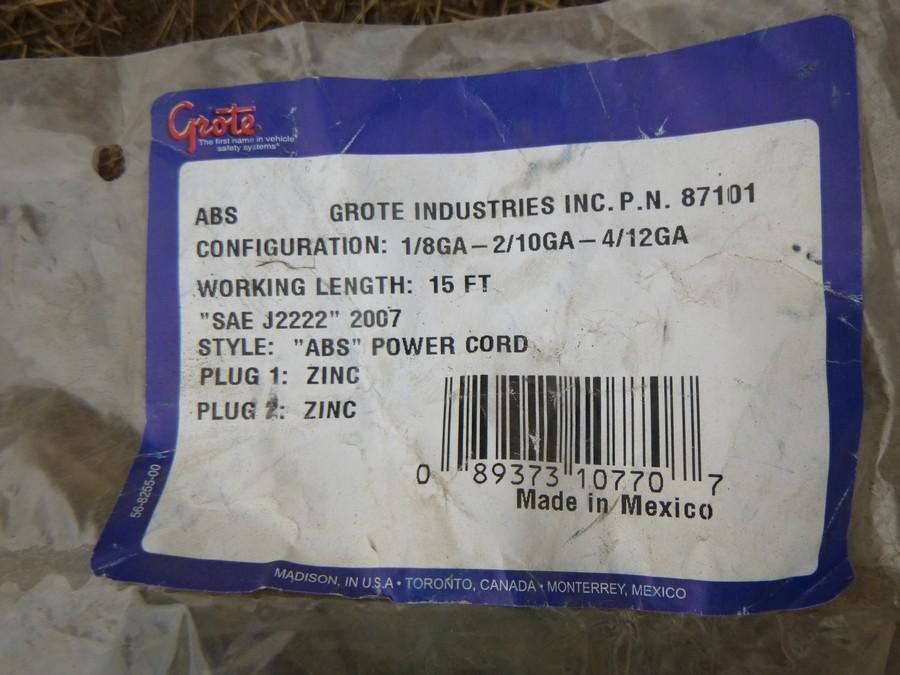 Grote
The first name in vehicle
safety systems
ABS GROTE INDUSTRIES INC. P.N. 87101
CONFIGURATION: 1/8GA – 2/10GA – 4/12GA
WORKING LENGTH: 15 FT
"SAE J2222" 2007
STYLE: "ABS" POWER CORD
PLUG 1: ZINC
PLUG 2: ZINC
0 89373 10770 7
Made in Mexico
56-8265-00
MADISON, IN U.S.A • TORONTO, CANADA • MONTERREY, MEXICO